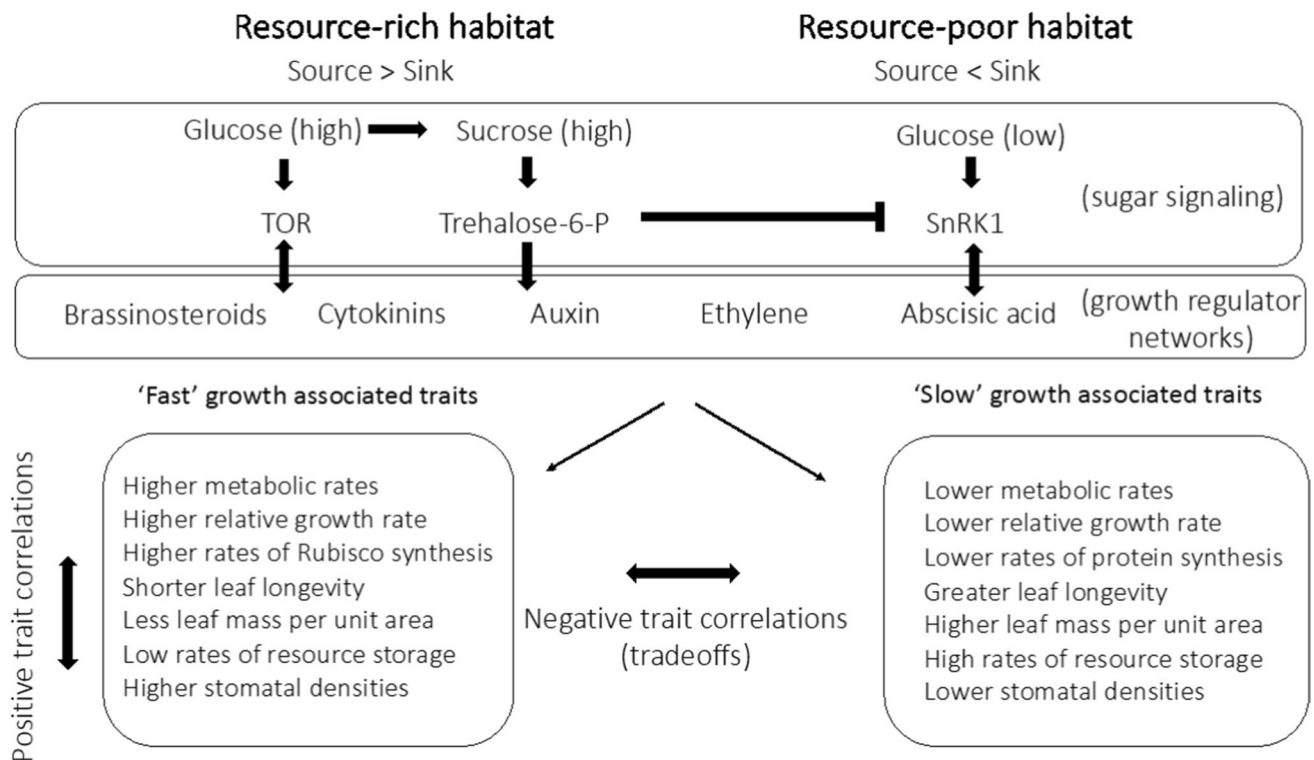 Resource-rich habitat
Resource-poor habitat
Source > Sink
Source < Sink
Glucose (high)
Sucrose (high)
Glucose (low)
(sugar signaling)
TOR
Trehalose-6-P
SnRK1
Brassinosteroids
Cytokinins
Auxin
Ethylene
Abscisic acid
(growth regulator
networks)
'Fast' growth associated traits
'Slow' growth associated traits
Positive trait correlations
Higher metabolic rates
Higher relative growth rate
Higher rates of Rubisco synthesis
Shorter leaf longevity
Less leaf mass per unit area
Low rates of resource storage
Higher stomatal densities
Negative trait correlations
(tradeoffs)
Lower metabolic rates
Lower relative growth rate
Lower rates of protein synthesis
Greater leaf longevity
Higher leaf mass per unit area
High rates of resource storage
Lower stomatal densities